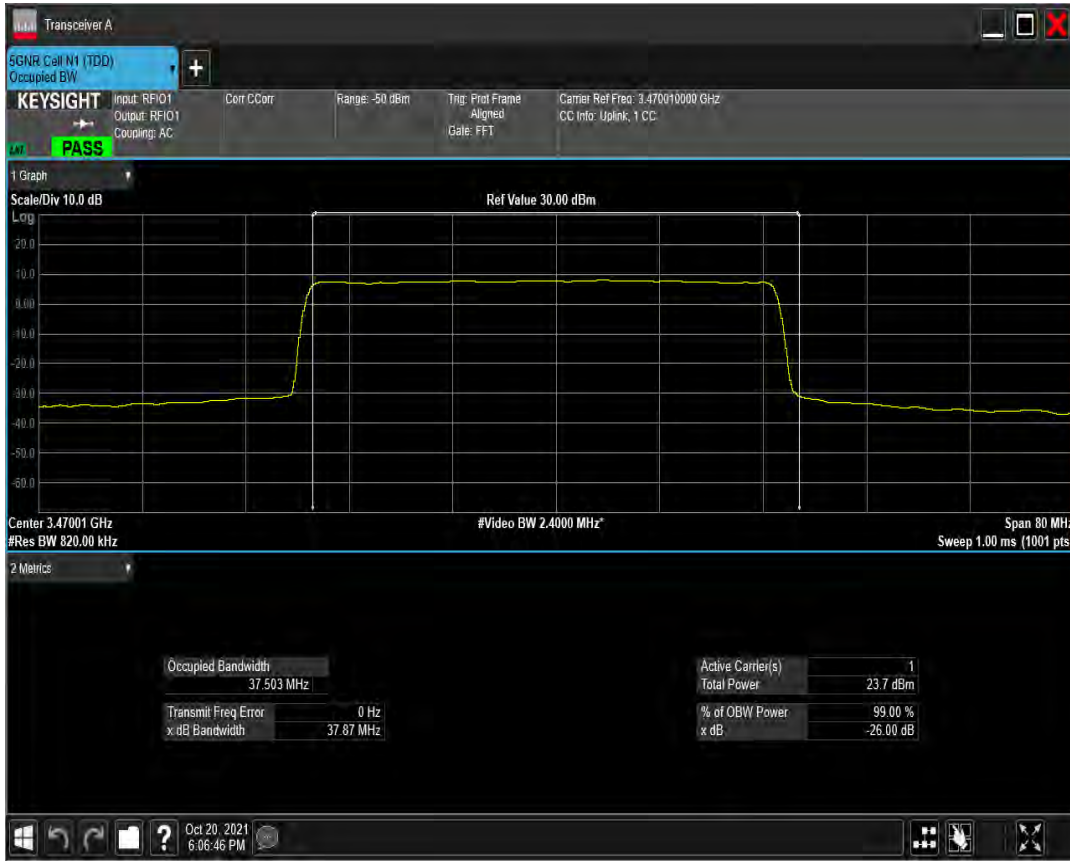 Transceiver A
5GNR Cell N1 (TDD)
Occupied BW
KEYSIGHT
PASS
Input: RFIO1
Output: RFIO1
Coupling: AC
Corr CCorr
Range: -50 dBm
Trig: Prot Frame
Aligned
Gate: FFT
Carrier Ref Freq: 3.470010000 GHz
CC Info: Uplink, 1 CC
1 Graph
Scale/Div 10.0 dB
Ref Value 30.00 dBm
Log
20.0
10.0
0.00
-10.0
-20.0
-30.0
-40.0
-50.0
-60.0
Center 3.47001 GHz
#Video BW 2.4000 MHz*
Span 80 MHz
#Res BW 820.00 kHz
Sweep 1.00 ms (1001 pts
2 Metrics
Occupied Bandwidth
37.503 MHz
Transmit Freq Error 0 Hz
x dB Bandwidth 37.87 MHz
Active Carrier(s) 1
Total Power 23.7 dBm
% of OBW Power 99.00 %
x dB -26.00 dB
Oct 20, 2021
6:06:46 PM